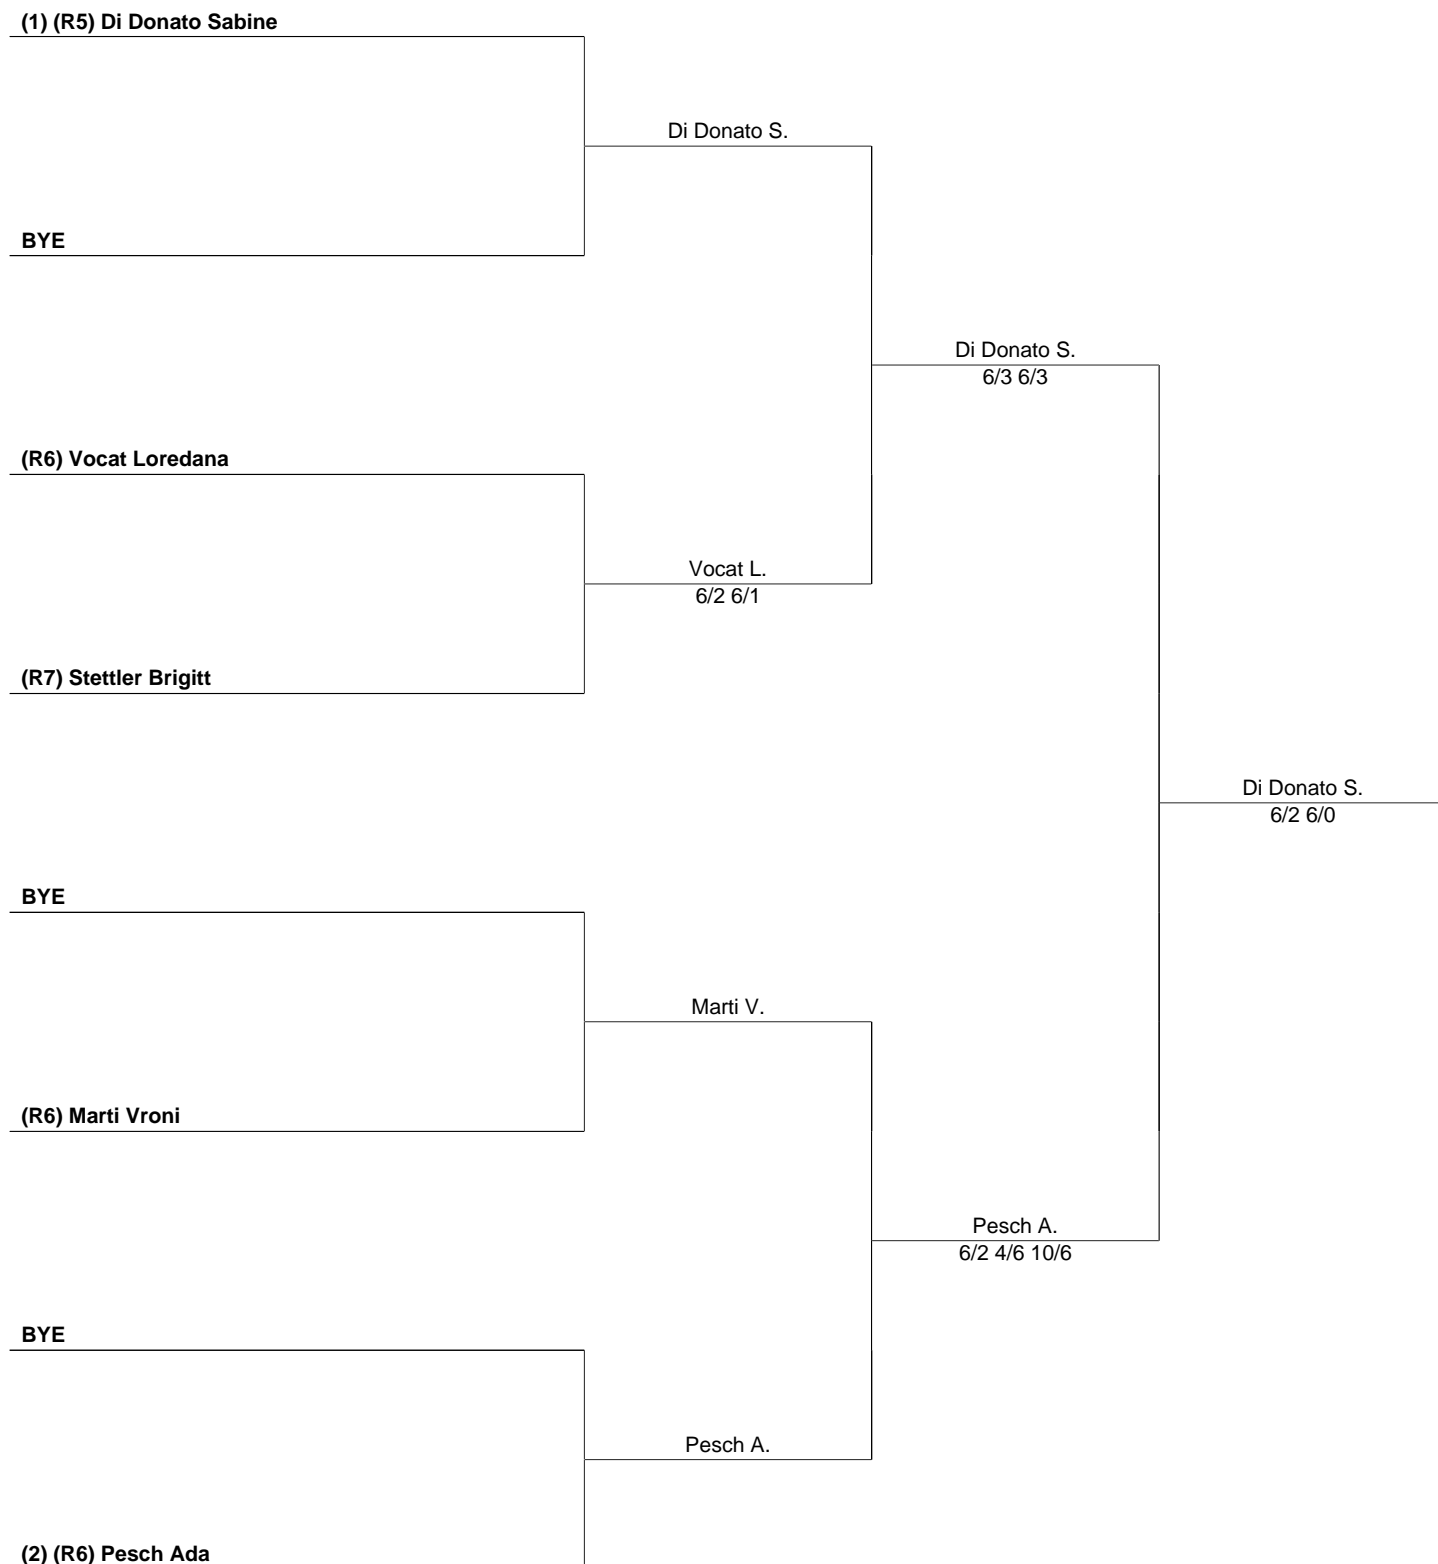 (1) (R5) Di Donato Sabine
Di Donato S.
BYE
Di Donato S.
6/3 6/3
(R6) Vocat Loredana
Vocat L.
6/2 6/1
(R7) Stettler Brigitt
Di Donato S.
6/2 6/0
BYE
Marti V.
(R6) Marti Vroni
Pesch A.
6/2 4/6 10/6
BYE
Pesch A.
(2) (R6) Pesch Ada